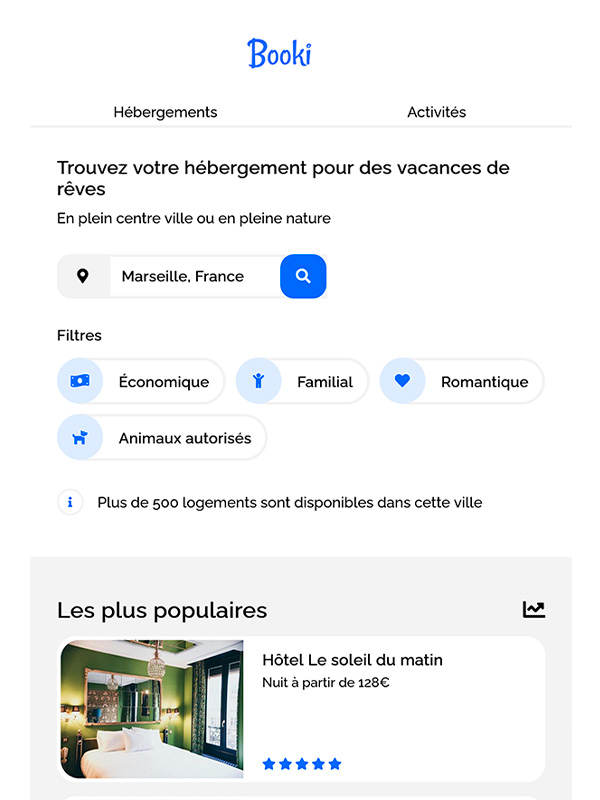 Booki
Hébergements
Activités
Trouvez votre hébergement pour des vacances de
rêves
En plein centre ville ou en pleine nature
Marseille, France
Filtres
Économique
Familial
Romantique
Animaux autorisés
Plus de 500 logements sont disponibles dans cette ville
Les plus populaires
Hôtel Le soleil du matin
Nuit à partir de 128€